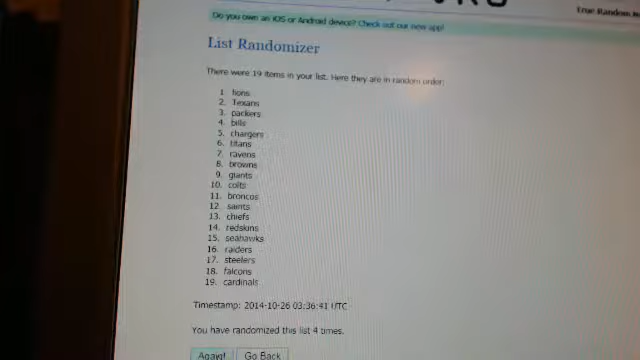 Do you own an iOS or Android device? Check out our new app!
True Random
List Randomizer
There were 19 items in your list. Here they are in random order:
1. lions
2. Texans
3. packers
4. bills
5. chargers
6. titans
7. ravens
8. browns
9. giants
10. colts
11. broncos
12. saints
13. chiefs
14. redskins
15. seahawks
16. raiders
17. steelers
18. falcons
19. cardinals
Timestamp: 2014-10-26 03:36:41 UTC
You have randomized this list 4 times.
Again! Go Back